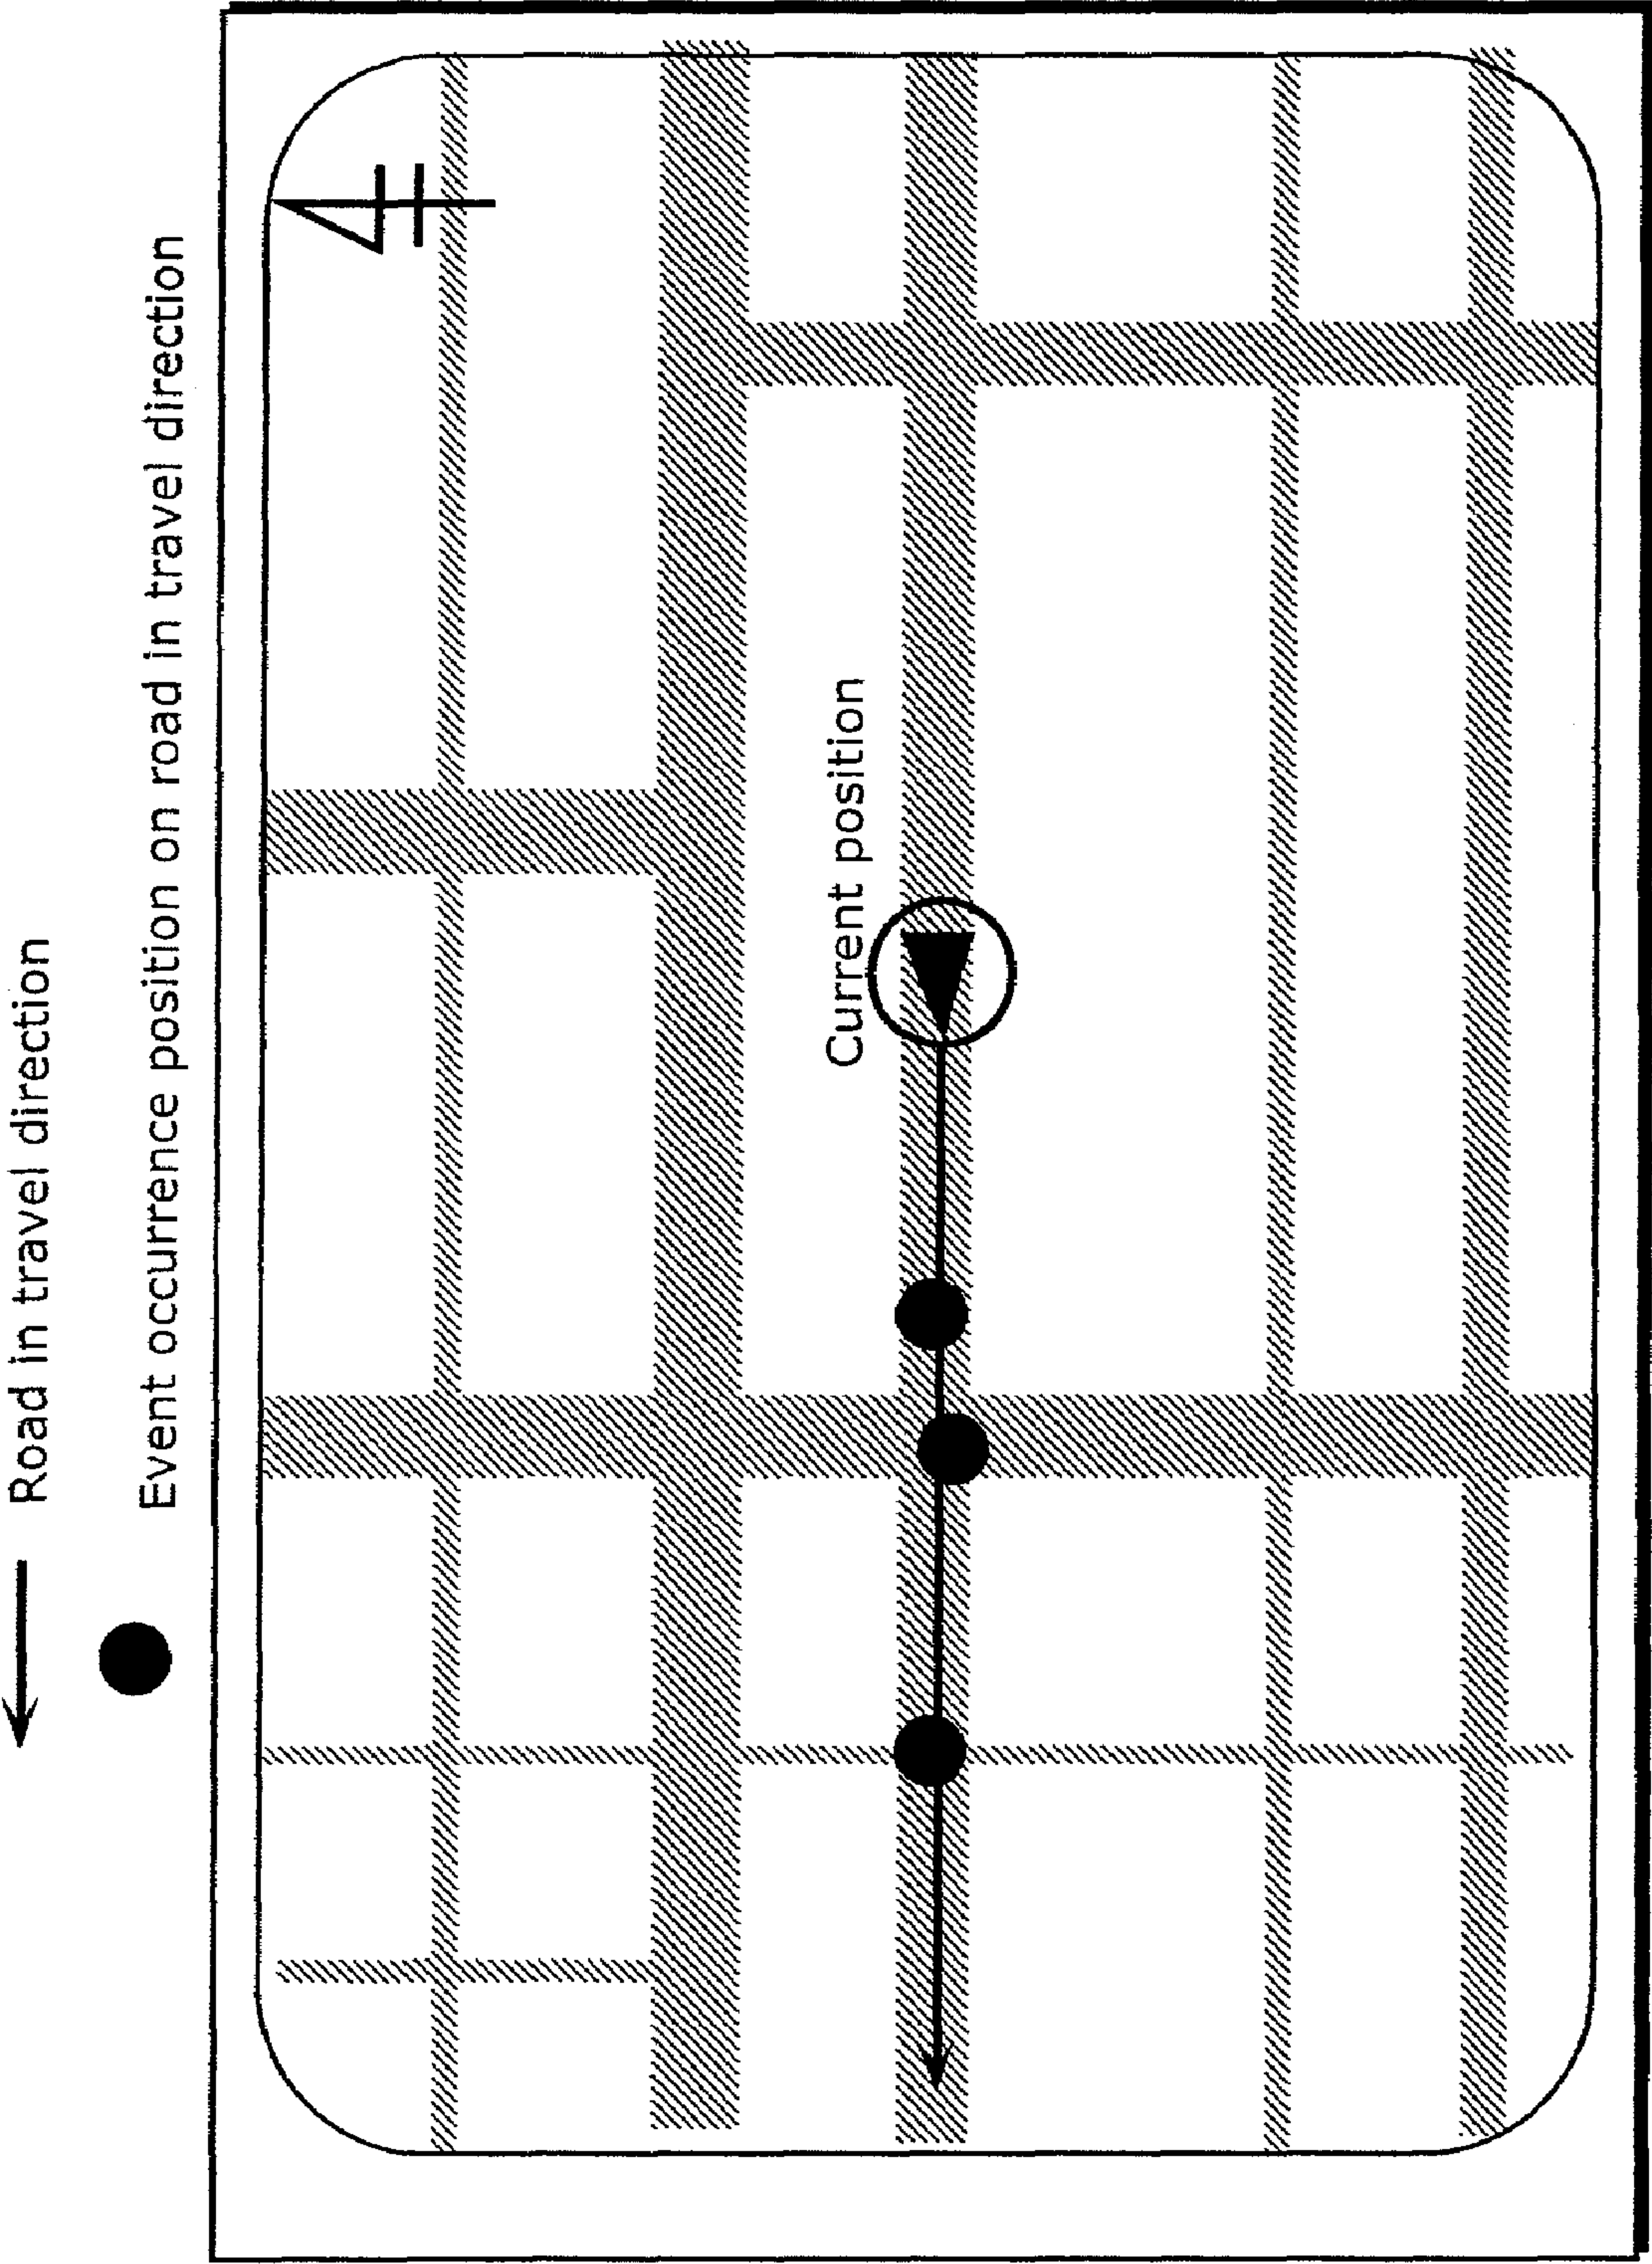 Road in travel direction
Event occurrence position on road in travel direction
Current position